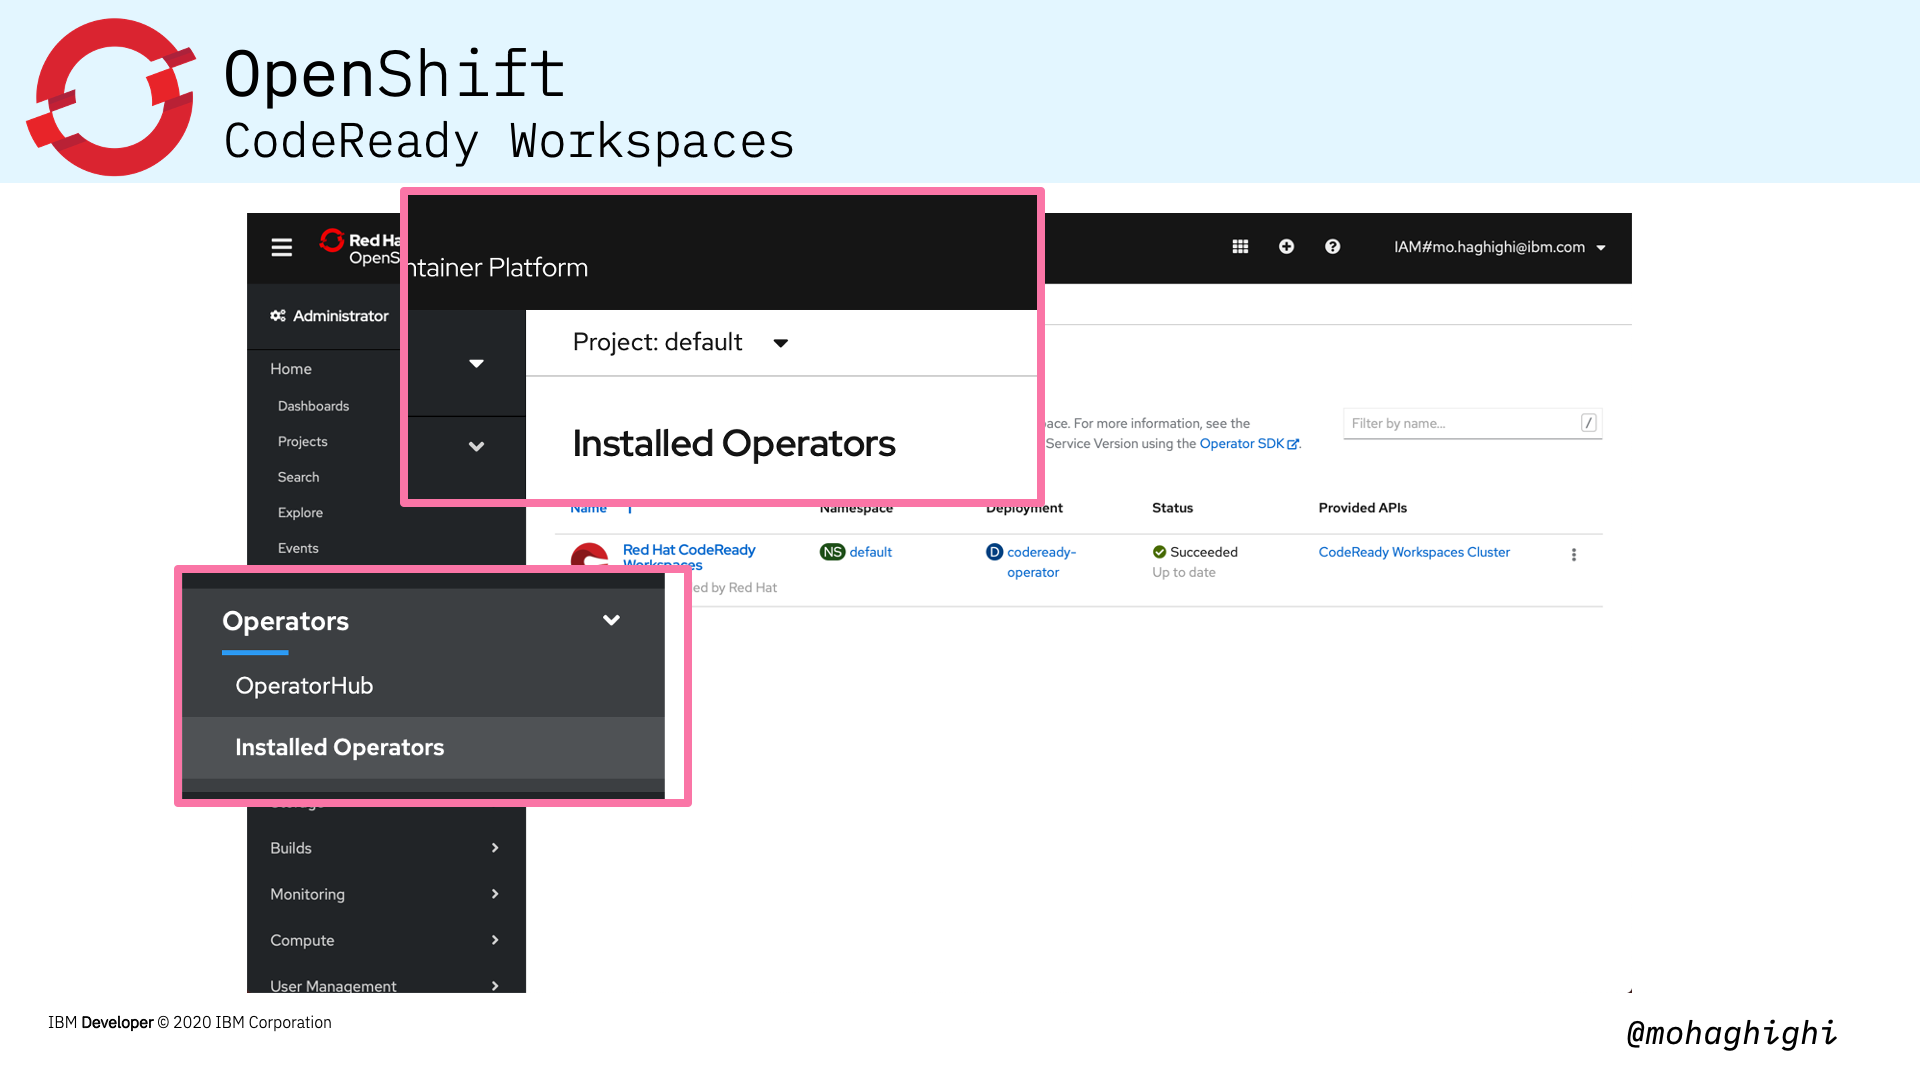 OpenShift
CodeReady Workspaces
Red Ha
OpenS
ntainer Platform
IAM#mo.haghighi@ibm.com
Administrator
Project: default
Home
Dashboards
Projects
Search
Explore
Events
Installed Operators
ace. For more information, see the
Service Version using the Operator SDK.
Filter by name...
/
Name
Namespace
Deployment
Status
Provided APIs
Red Hat CodeReady
Workspaces
ed by Red Hat
NS default
D codeready-
operator
Succeeded
Up to date
CodeReady Workspaces Cluster
Operators
OperatorHub
Installed Operators
Storage
Builds
Monitoring
Compute
User Management
IBM Developer © 2020 IBM Corporation
@mohaghighi